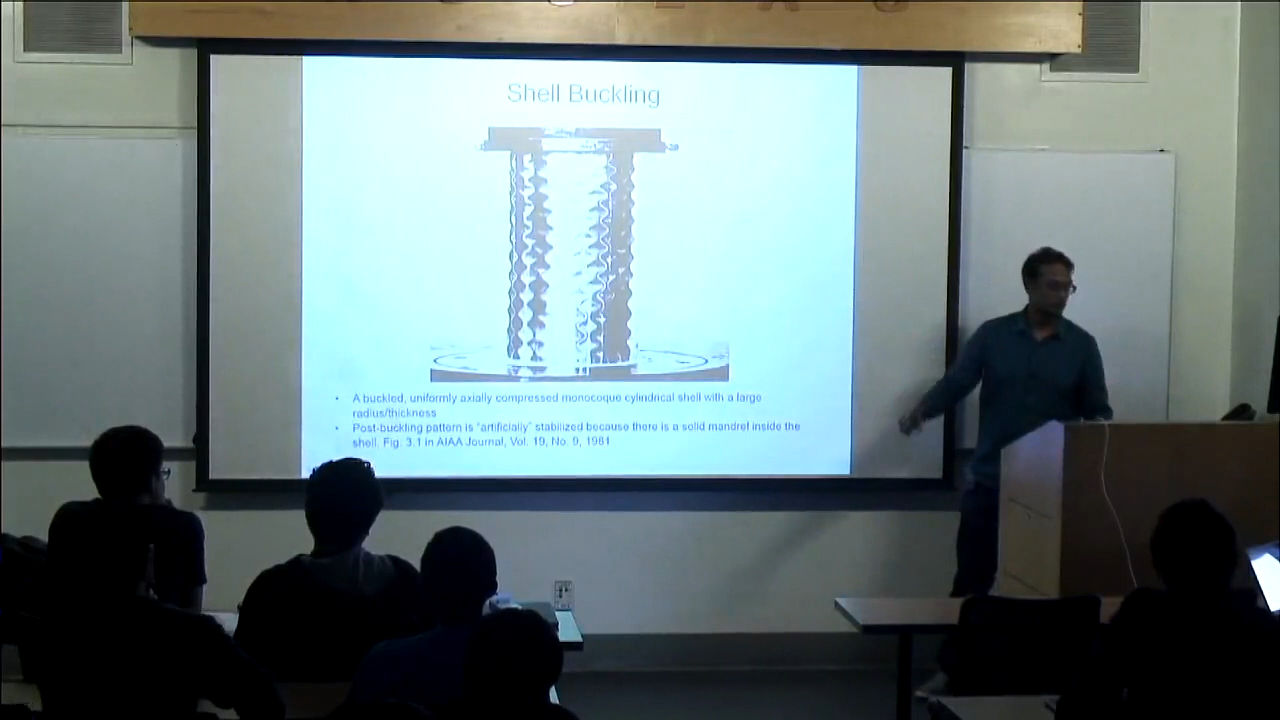 Shell Buckling
• A buckled, uniformly axially compressed monocoque cylindrical shell with a large
radius/thickness
• Post-buckling pattern is "artificially" stabilized because there is a solid mandrel inside the
shell. Fig. 3.1 in AIAA Journal, Vol. 19, No. 9, 1981